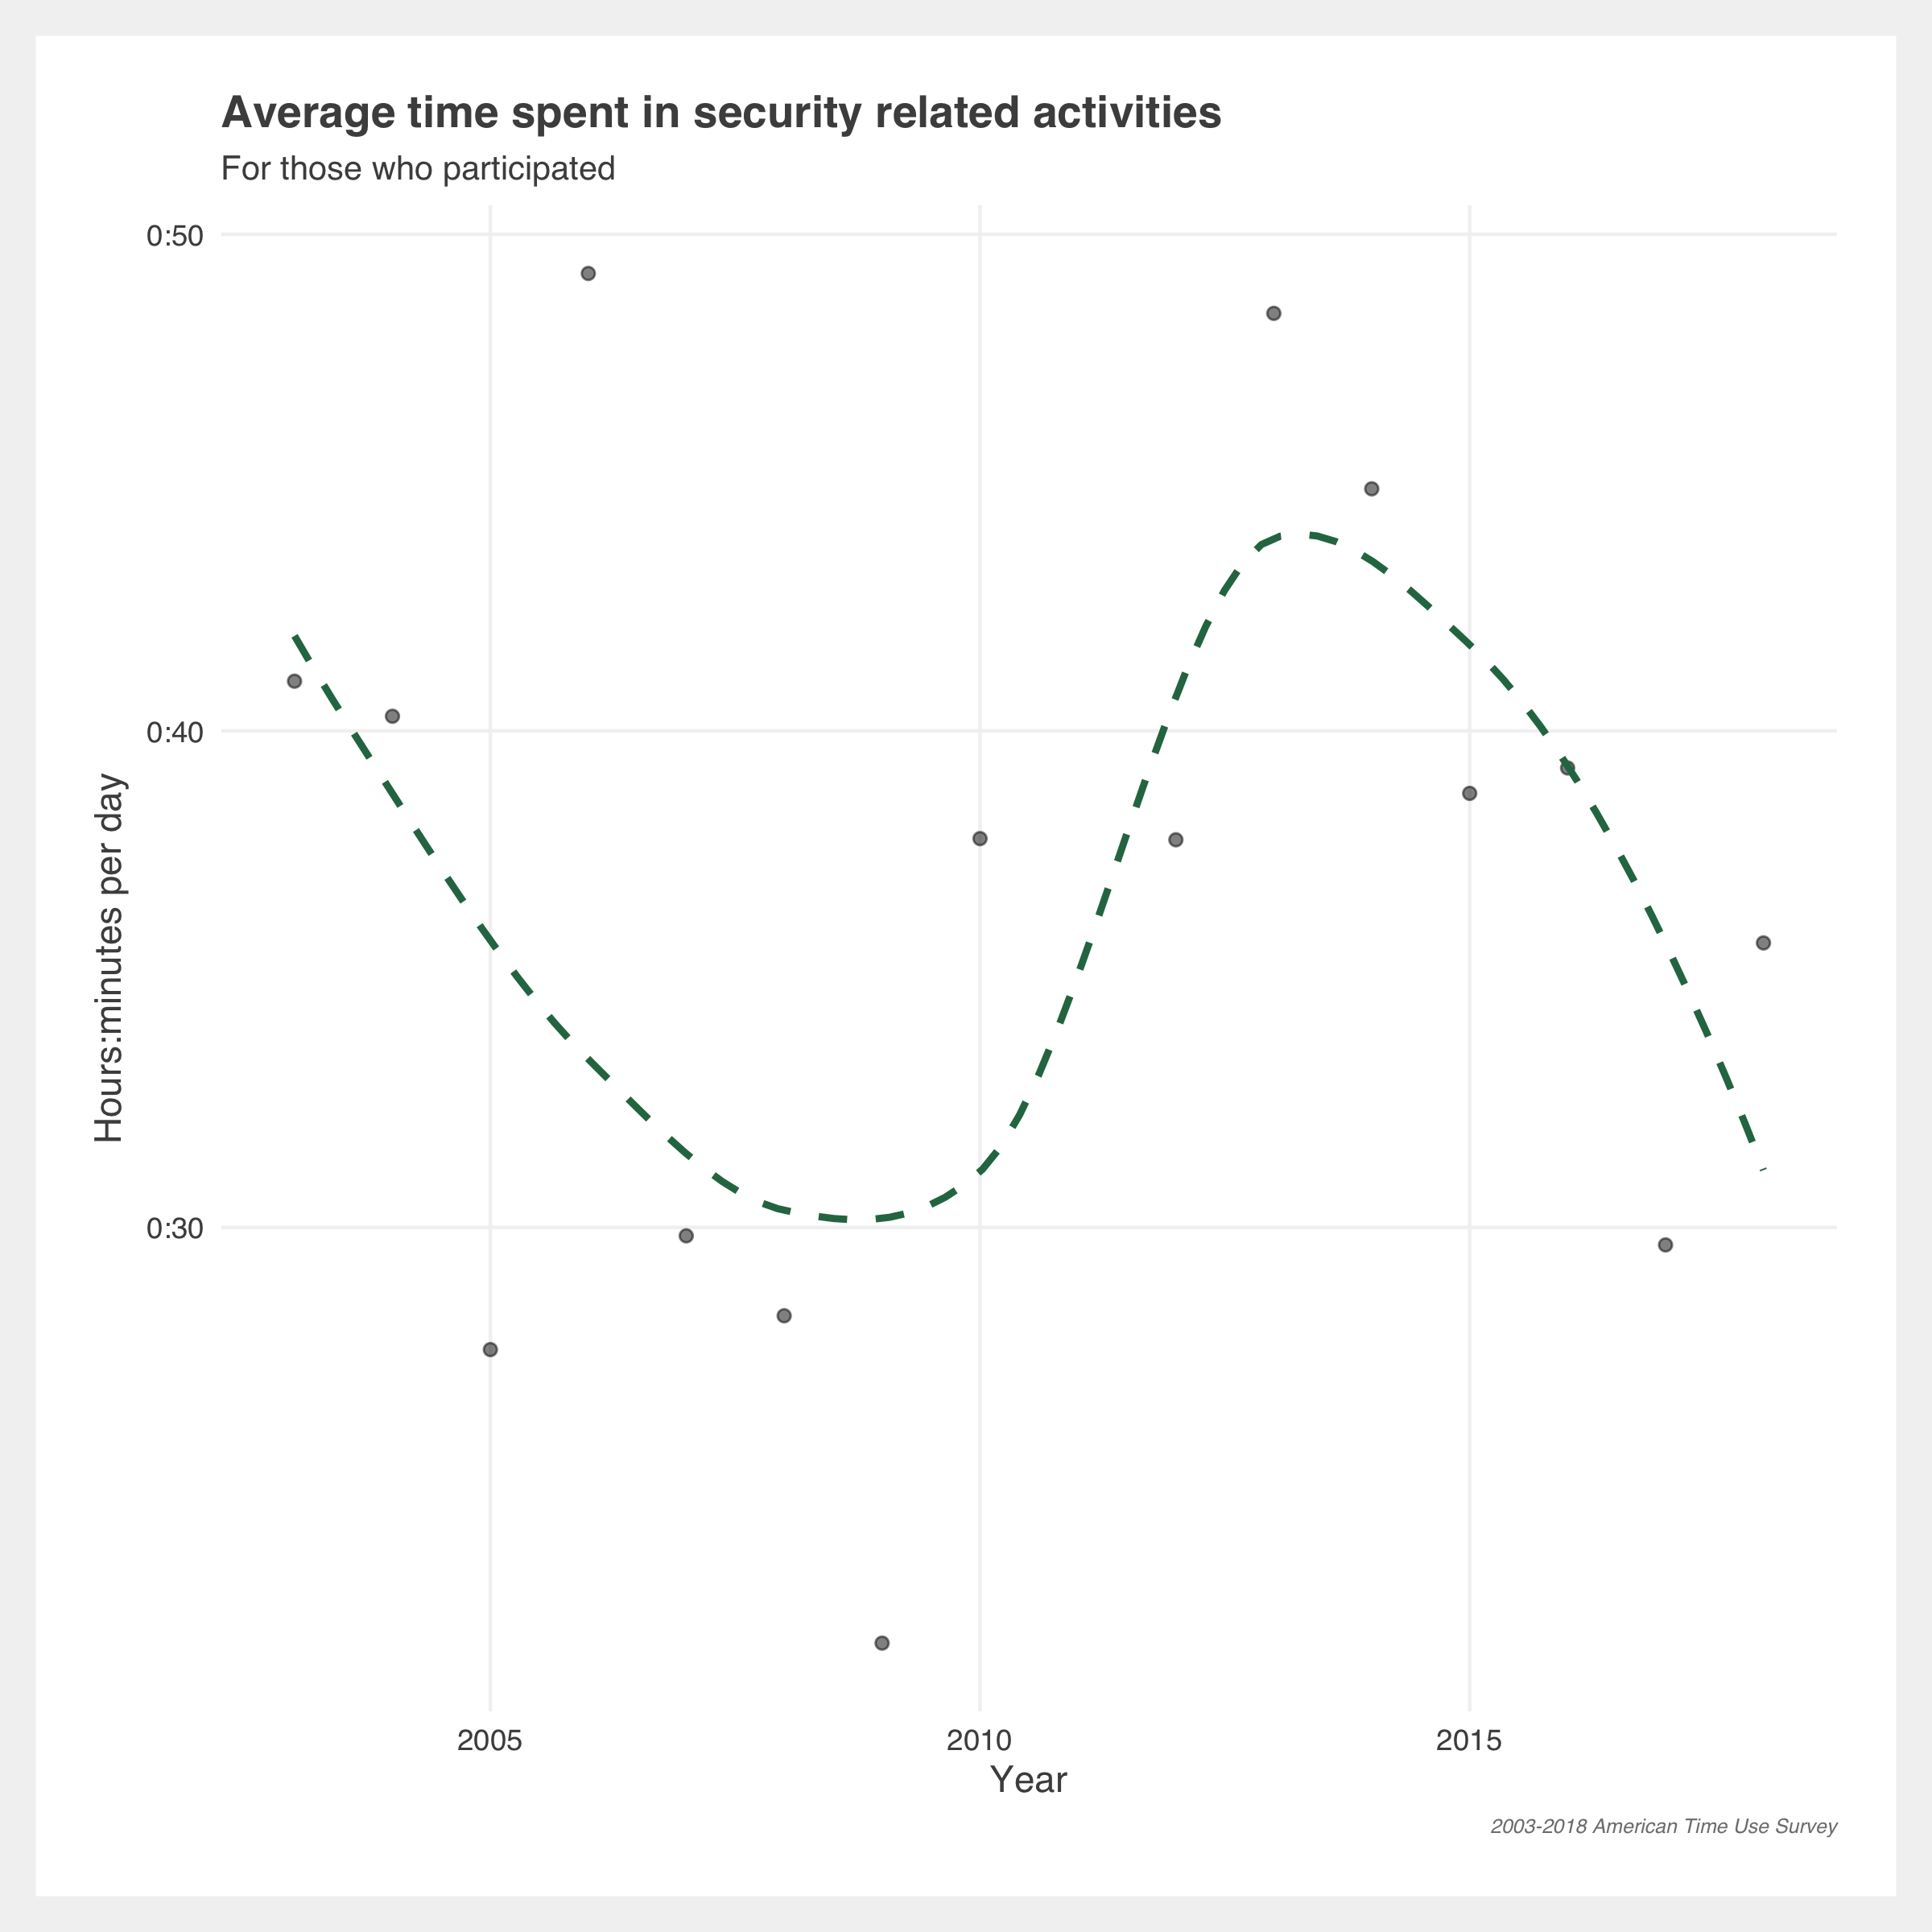 Average time spent in security related activities
For those who participated
0:50
0:40
0:30
Hours:minutes per day
2005
2010
2015
Year
2003-2018 American Time Use Survey